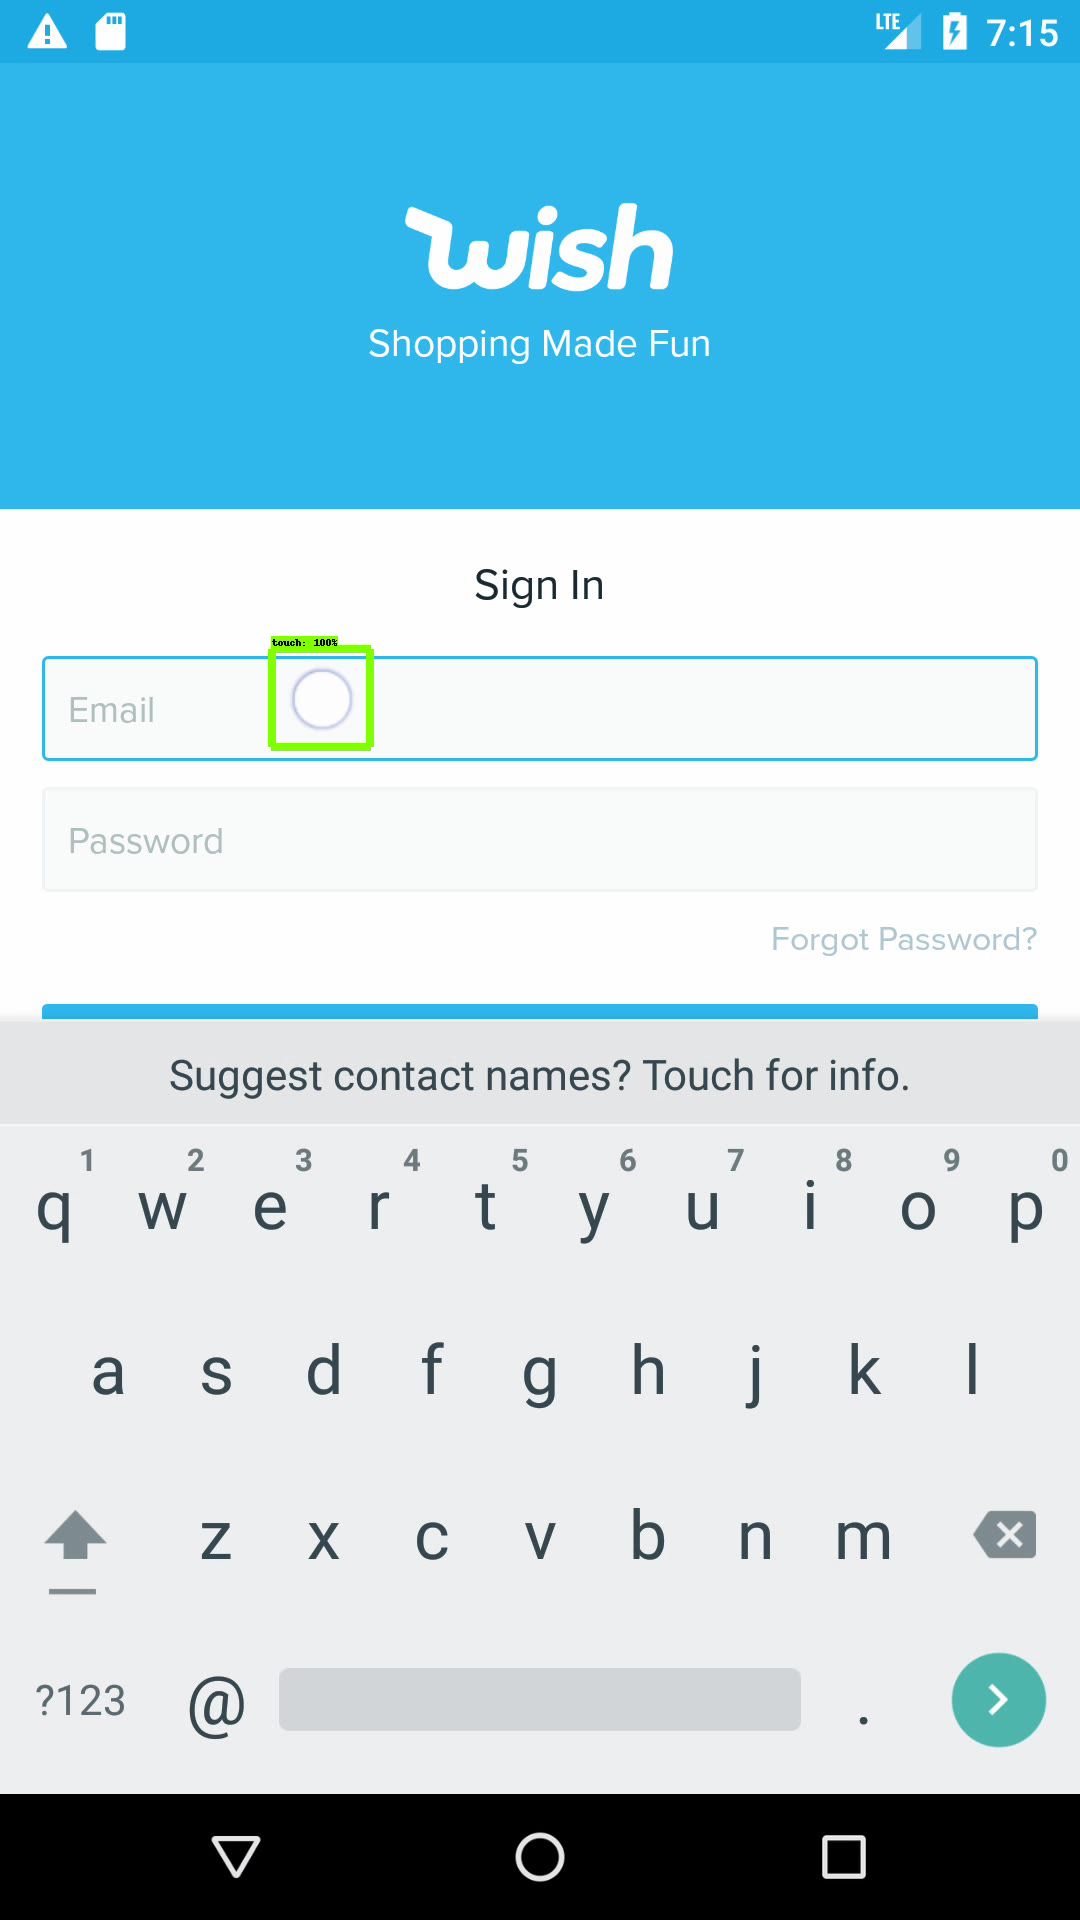 LTE 7:15
wish
Shopping Made Fun
Sign In
touch: 100%
Email
Password
Forgot Password?
Suggest contact names? Touch for info.
1 2 3 4 5 6 7 8 9 0
q w e r t y u i o p
a s d f g h j k l
z x c v b n m
?123 @ .